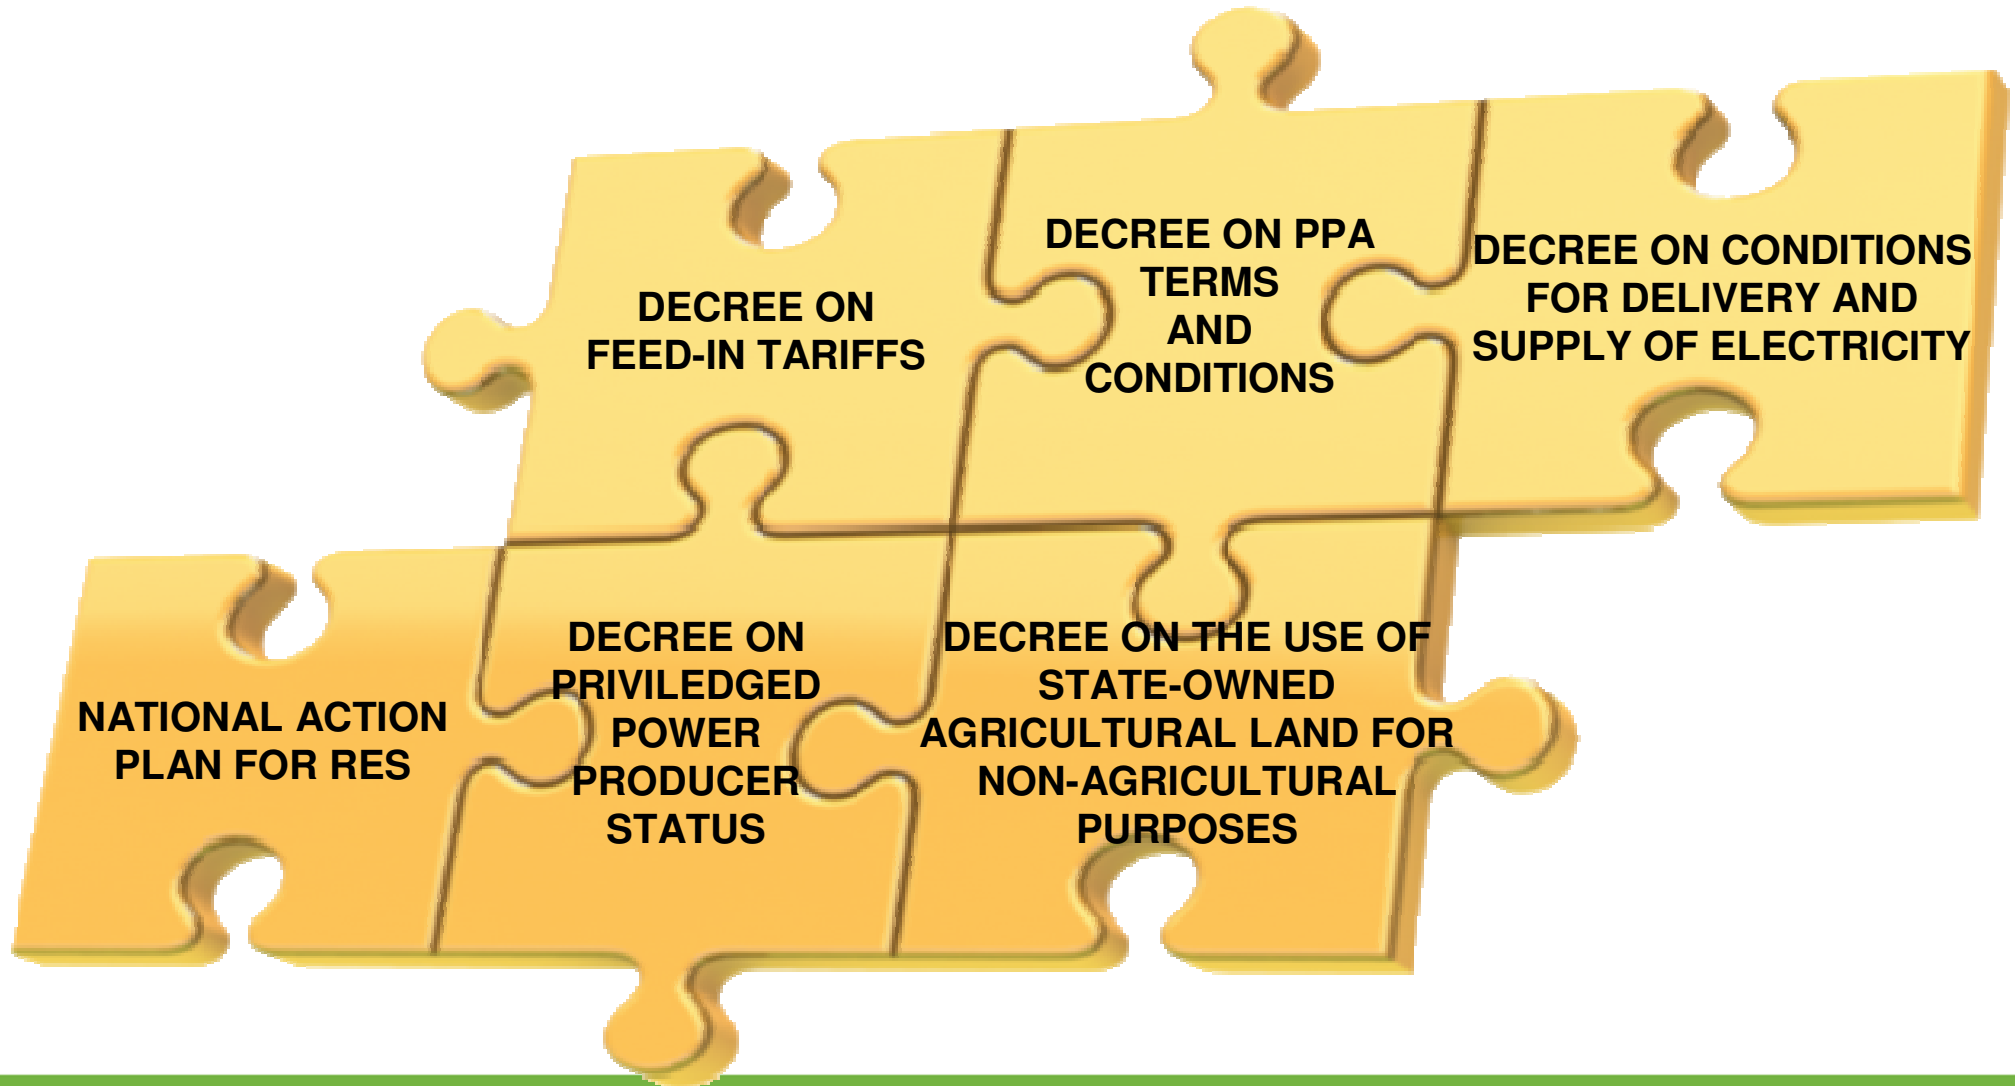 DECREE ON
FEED-IN TARIFFS
DECREE ON PPA
TERMS
AND
CONDITIONS
DECREE ON CONDITIONS
FOR DELIVERY AND
SUPPLY OF ELECTRICITY
NATIONAL ACTION
PLAN FOR RES
DECREE ON
PRIVILEDGED
POWER
PRODUCER
STATUS
DECREE ON THE USE OF
STATE-OWNED
AGRICULTURAL LAND FOR
NON-AGRICULTURAL
PURPOSES